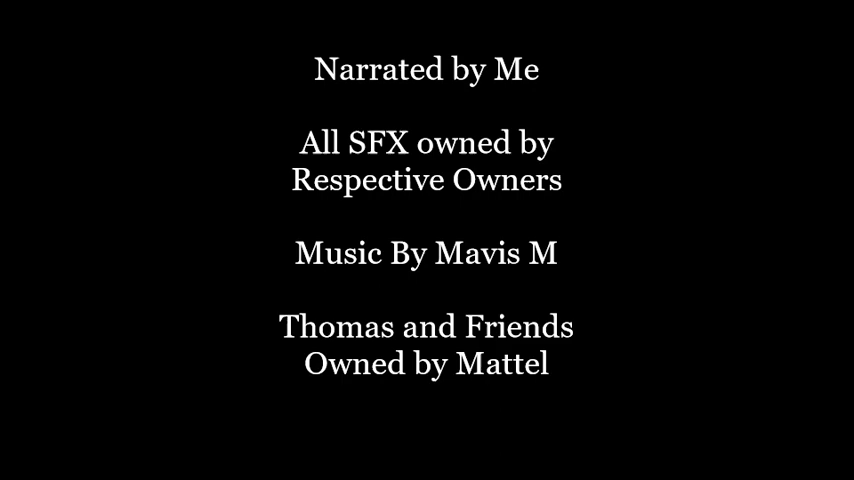 Narrated by Me
All SFX owned by
Respective Owners
Music By Mavis M
Thomas and Friends
Owned by Mattel